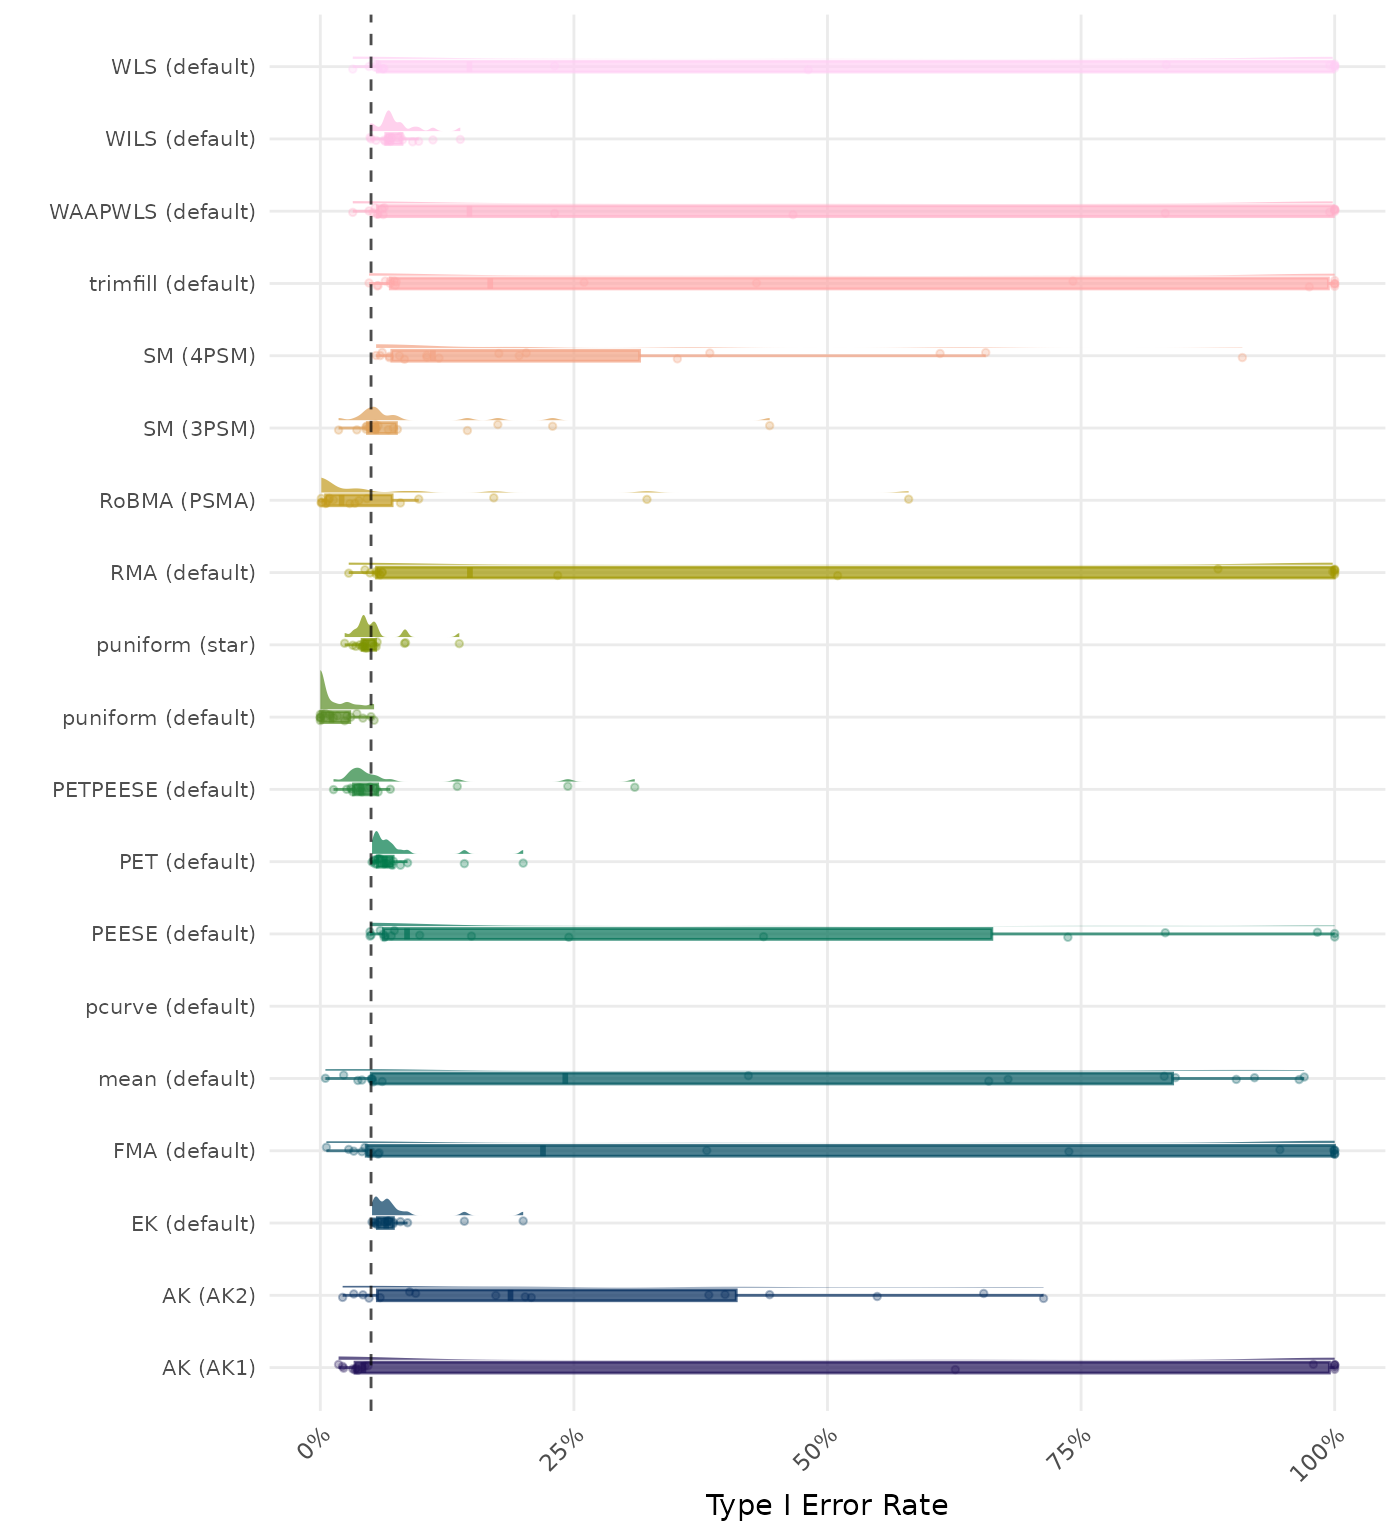 WLS (default)
WILS (default)
WAAPWLS (default)
trimfill (default)
SM (4PSM)
SM (3PSM)
RoBMA (PSMA)
RMA (default)
puniform (star)
puniform (default)
PETPEESE (default)
PET (default)
PEESE (default)
pcurve (default)
mean (default)
FMA (default)
EK (default)
AK (AK2)
AK (AK1)
0% 25% 50% 75% 100%
Type I Error Rate